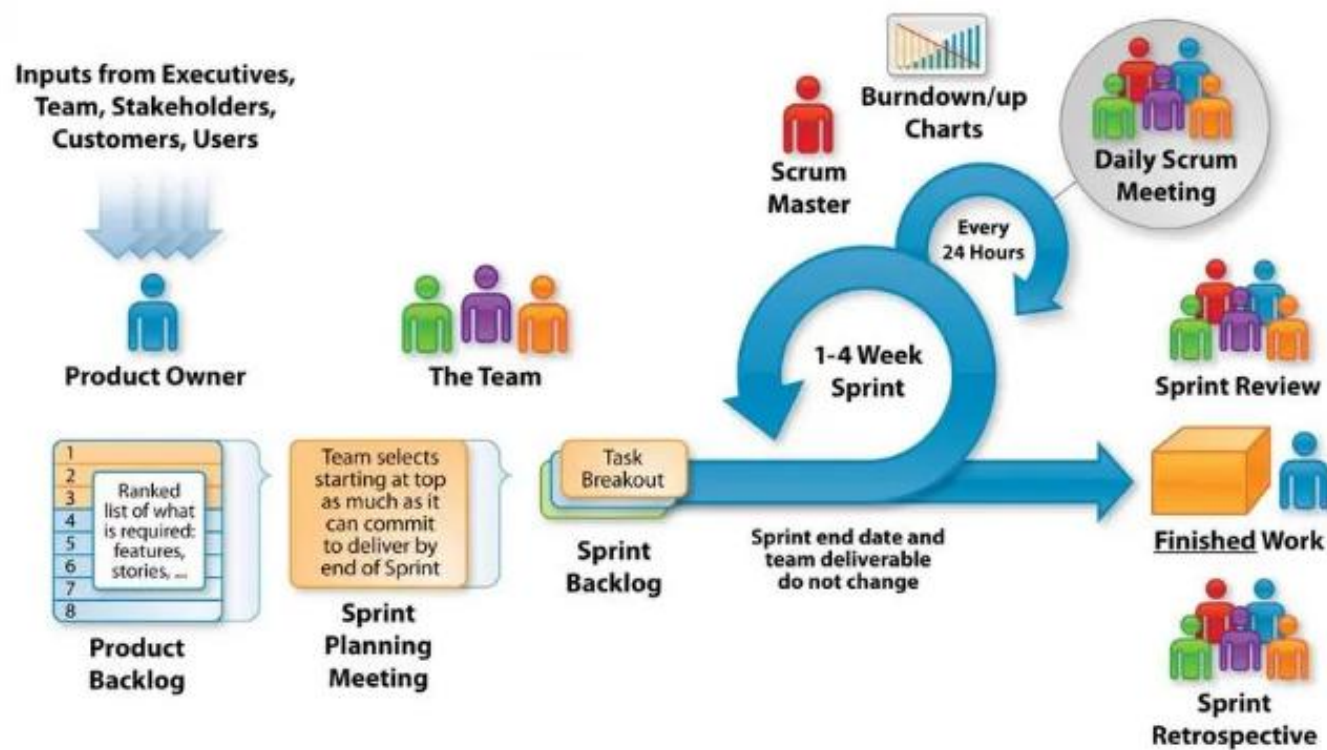 Inputs from Executives,
Team, Stakeholders,
Customers, Users
Product Owner
The Team
Scrum
Master
Burndown/up
Charts
Daily Scrum
Meeting
Every
24 Hours
1-4 Week
Sprint
Sprint Review
1
2
3
4
5
6
7
8
Ranked
list of what
is required:
features,
stories, ...
Product
Backlog
Team selects
starting at top
as much as it
can commit
to deliver by
end of Sprint
Sprint
Planning
Meeting
Task
Breakout
Sprint
Backlog
Sprint end date and
team deliverable
do not change
Finished Work
Sprint
Retrospective